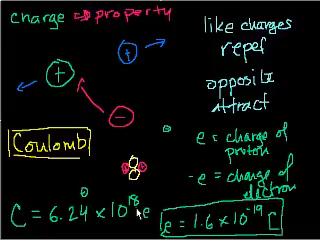 charge => property
like charges
repel
opposite
attract
+
+
−
Coulomb
e = charge of
proton
-e = charge of
electron
C = 6.24 × 10^18 e
e = 1.6 × 10^-19 C